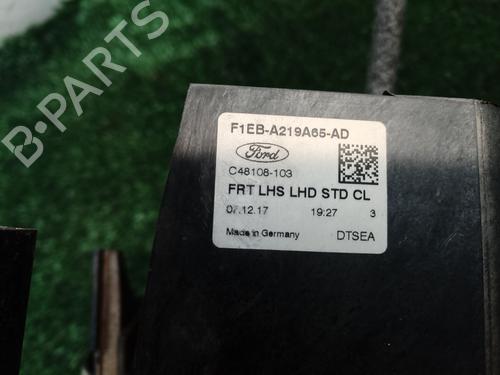 F1EB-A219A65-AD
Ford
C48108-103
FRT LHS LHD STD CL
07.12.17 19:27 3
Made in Germany DTSEA
B-PARTS